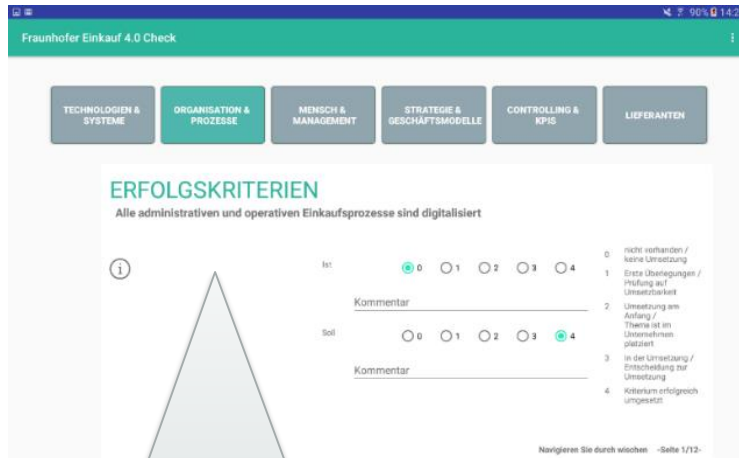 90% 14:2
Fraunhofer Einkauf 4.0 Check
TECHNOLOGIEN &
SYSTEME
ORGANISATION &
PROZESSE
MENSCH &
MANAGEMENT
STRATEGIE &
GESCHÄFTSMODELLE
CONTROLLING &
KPIS
LIEFERANTEN
ERFOLGSKRITERIEN
Alle administrativen und operativen Einkaufsprozesse sind digitalisiert
i
Ist 0 1 2 3 4
Kommentar
Soll 0 1 2 3 4
Kommentar
0 nicht vorhanden /
keine Umsetzung
1 Erste Überlegungen /
Prüfung auf
Umsetzbarkeit
2 Umsetzung am
Anfang /
Thema ist im
Unternehmen
platziert
3 In der Umsetzung /
Entscheidung zur
Umsetzung
4 Kriterium erfolgreich
umgesetzt
Navigieren Sie durch wischen -Seite 1/12-